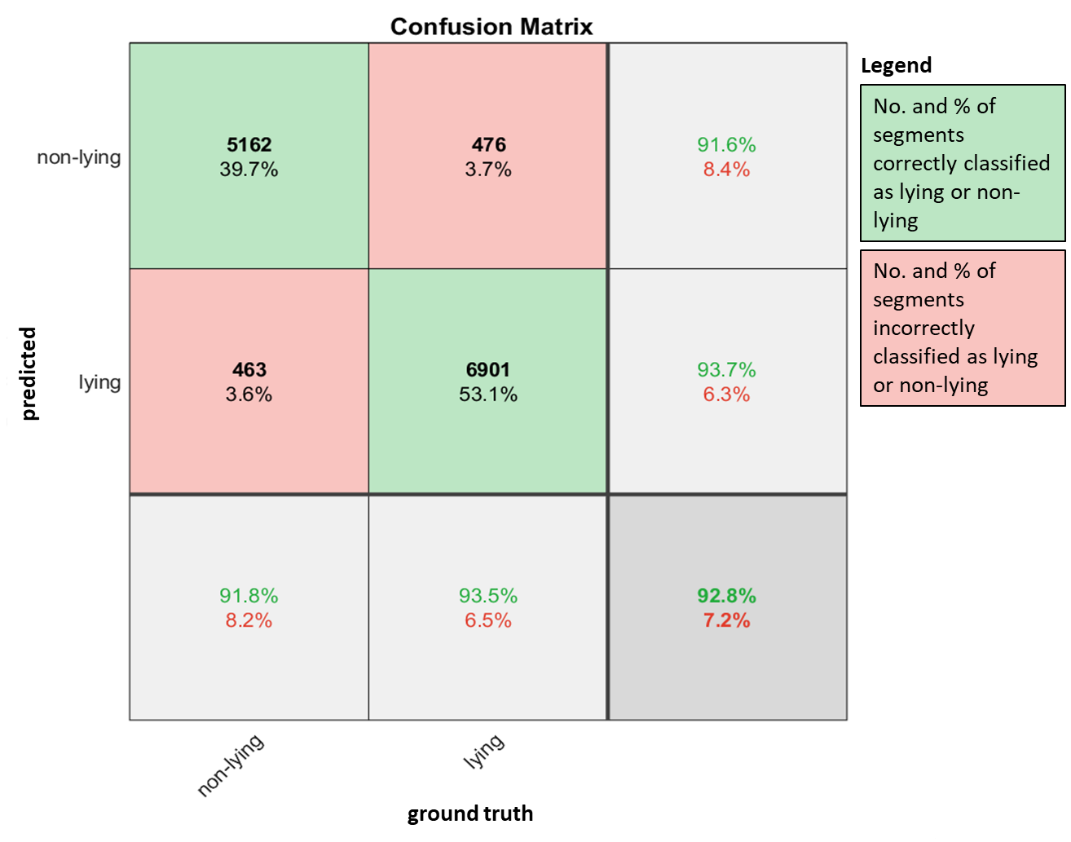 Confusion Matrix
non-lying
5162
39.7%
476
3.7%
91.6%
8.4%
lying
463
3.6%
6901
53.1%
93.7%
6.3%
91.8%
8.2%
93.5%
6.5%
92.8%
7.2%
predicted
non-lying
lying
ground truth
Legend
No. and % of
segments
correctly classified
as lying or non-
lying
No. and % of
segments
incorrectly
classified as lying
or non-lying